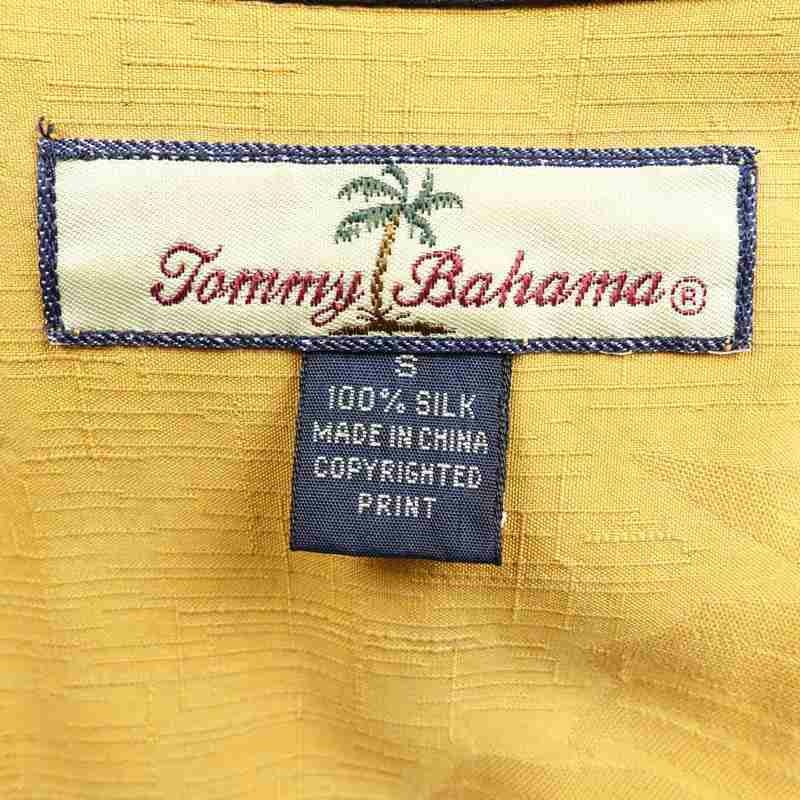 Tommy Bahama®
S
100% SILK
MADE IN CHINA
COPYRIGHTED
PRINT